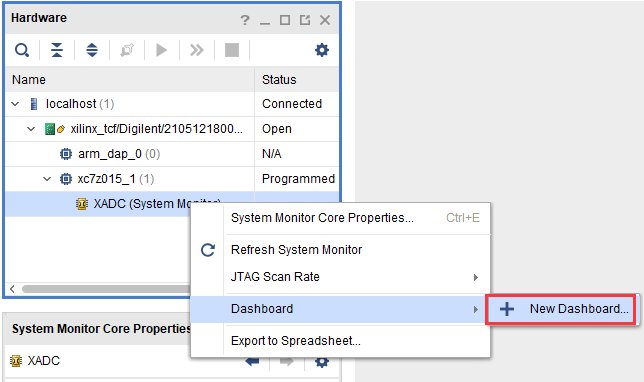 Hardware
Name Status
localhost (1) Connected
xilinx_tcf/Digilent/2105121800... Open
arm_dap_0 (0) N/A
xc7z015_1 (1) Programmed
XADC (System Monitor)
System Monitor Core Properties... Ctrl+E
Refresh System Monitor
JTAG Scan Rate
Dashboard
New Dashboard...
Export to Spreadsheet...
System Monitor Core Properties
XADC